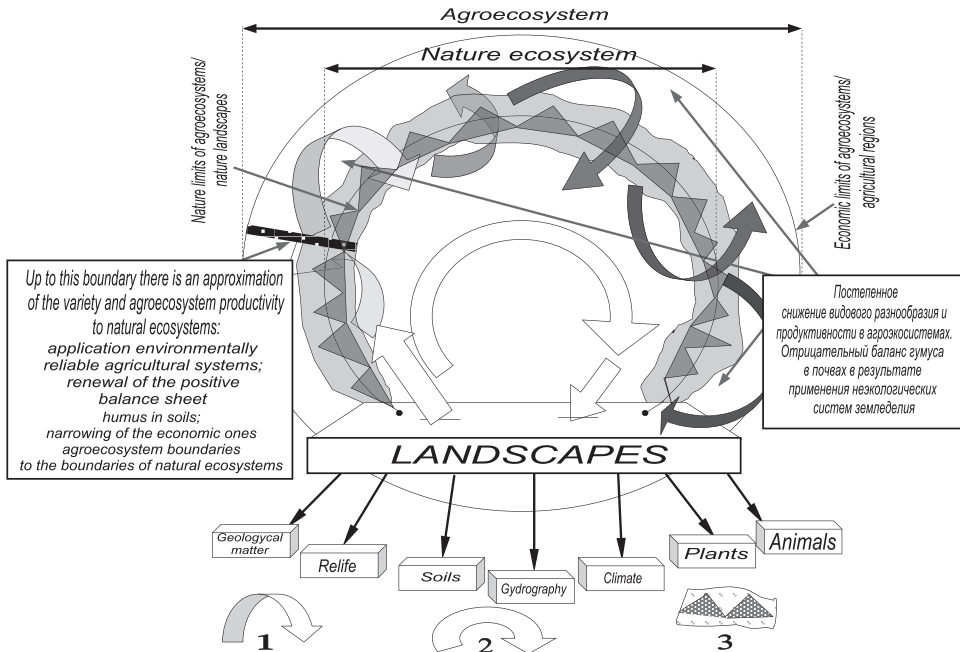 Agroecosystem
Nature ecosystem
Nature limits of agroecosystems/
nature landscapes
Economic limits of agroecosystems/
agricultural regions
Up to this boundary there is an approximation
of the variety and agroecosystem productivity
to natural ecosystems:
application environmentally
reliable agricultural systems;
renewal of the positive
balance sheet
humus in soils;
narrowing of the economic ones
agroecosystem boundaries
to the boundaries of natural ecosystems
Постепенное
снижение видового разнообразия и
продуктивности в агроэкосистемах.
Отрицательный баланс гумуса
в почвах в результате
применения неэкологических
систем земледелия
LANDSCAPES
Geologycal
matter
Relife
Soils
Gydrography
Climate
Plants
Animals
1
2
3